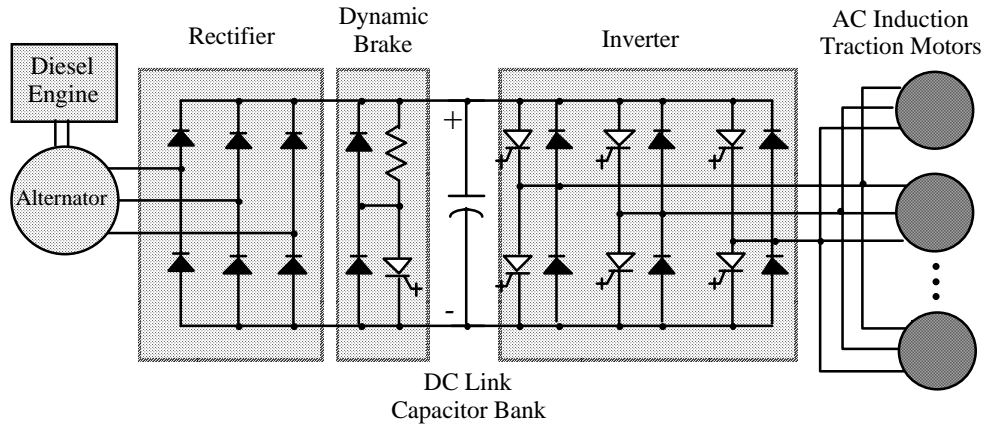 Dynamic
Brake
Rectifier
Inverter
AC Induction
Traction Motors
Diesel
Engine
Alternator
+
-
DC Link
Capacitor Bank